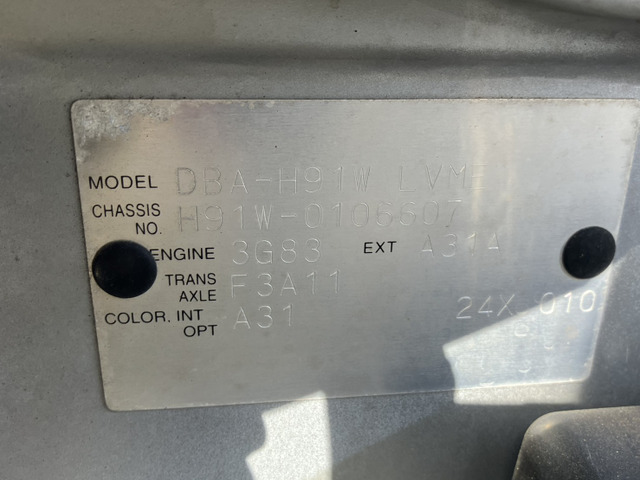 MODEL DBA-H91W LVME
CHASSIS NO. H91W-0106607
ENGINE 3G83 EXT A31A
TRANS AXLE F3A11
COLOR, INT OPT A31 24X 010